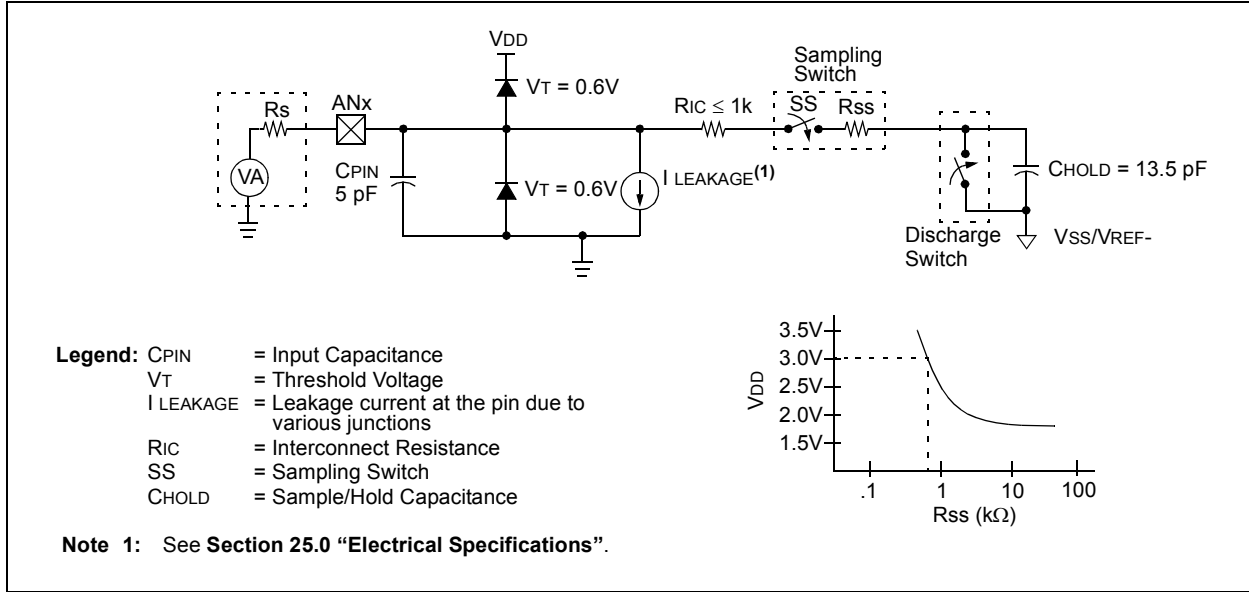 VDD
Sampling
Switch
VT = 0.6V
Rs
ANx
RIC ≤ 1k
SS
Rss
VA
CPIN
5 pF
VT = 0.6V
I LEAKAGE(1)
CHOLD = 13.5 pF
Discharge
Switch
VSS/VREF-
Legend: CPIN = Input Capacitance
VT = Threshold Voltage
I LEAKAGE = Leakage current at the pin due to
various junctions
RIC = Interconnect Resistance
SS = Sampling Switch
CHOLD = Sample/Hold Capacitance
VDD
3.5V
3.0V
2.5V
2.0V
1.5V
.1 1 10 100
Rss (kΩ)
Note 1: See Section 25.0 “Electrical Specifications”.